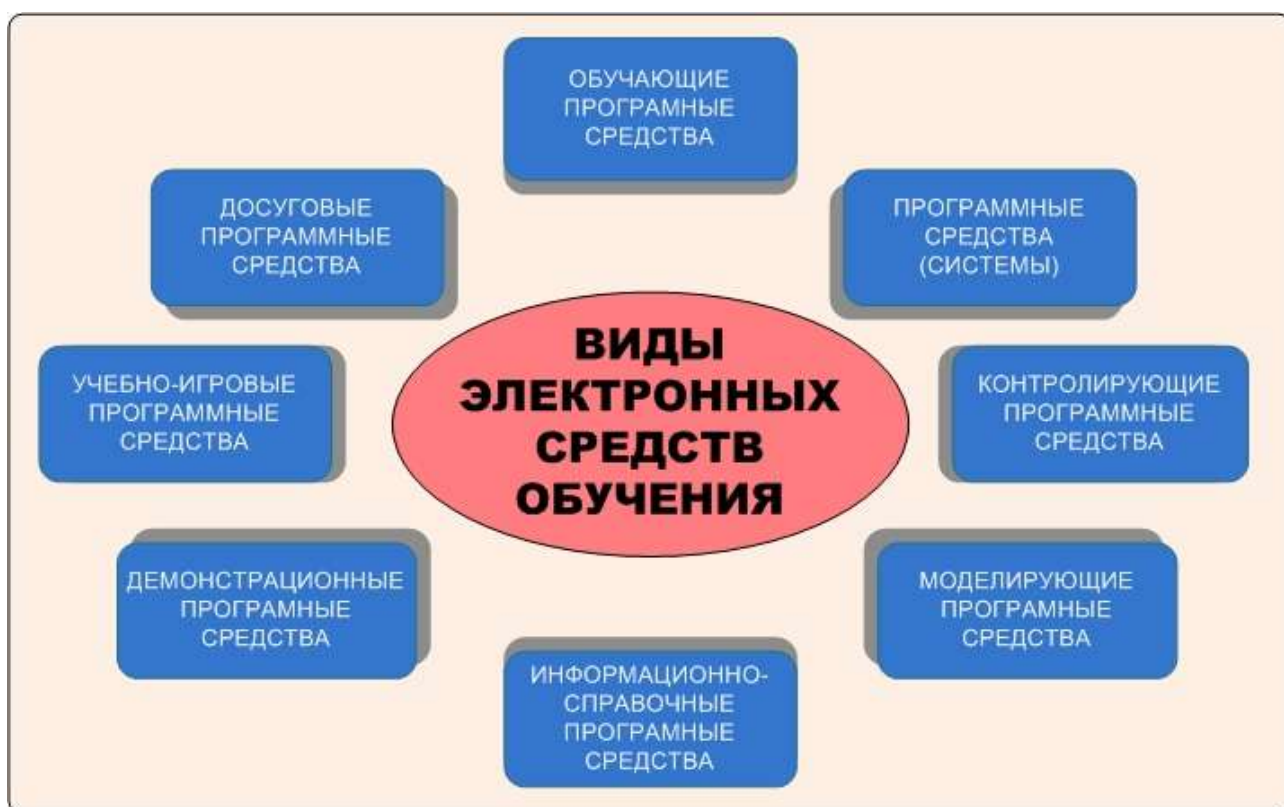 ОБУЧАЮЩИЕ
ПРОГРАМНЫЕ
СРЕДСТВА
ДОСУГОВЫЕ
ПРОГРАММНЫЕ
СРЕДСТВА
ПРОГРАММНЫЕ
СРЕДСТВА
(СИСТЕМЫ)
ВИДЫ
ЭЛЕКТРОННЫХ
СРЕДСТВ
ОБУЧЕНИЯ
УЧЕБНО-ИГРОВЫЕ
ПРОГРАММНЫЕ
СРЕДСТВА
КОНТРОЛИРУЮЩИЕ
ПРОГРАММНЫЕ
СРЕДСТВА
ДЕМОНСТРАЦИОННЫЕ
ПРОГРАМНЫЕ
СРЕДСТВА
МОДЕЛИРУЮЩИЕ
ПРОГРАМНЫЕ
СРЕДСТВА
ИНФОРМАЦИОННО-
СПРАВОЧНЫЕ
ПРОГРАМНЫЕ
СРЕДСТВА